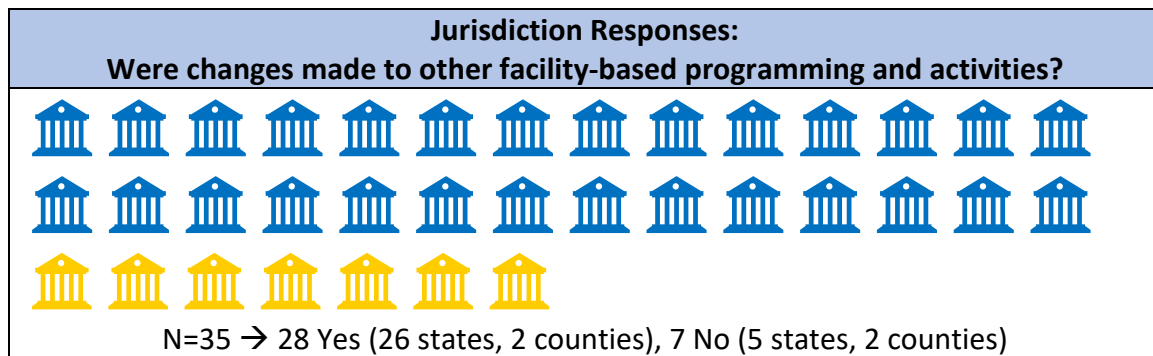 Jurisdiction Responses:
Were changes made to other facility-based programming and activities?
N=35 → 28 Yes (26 states, 2 counties), 7 No (5 states, 2 counties)